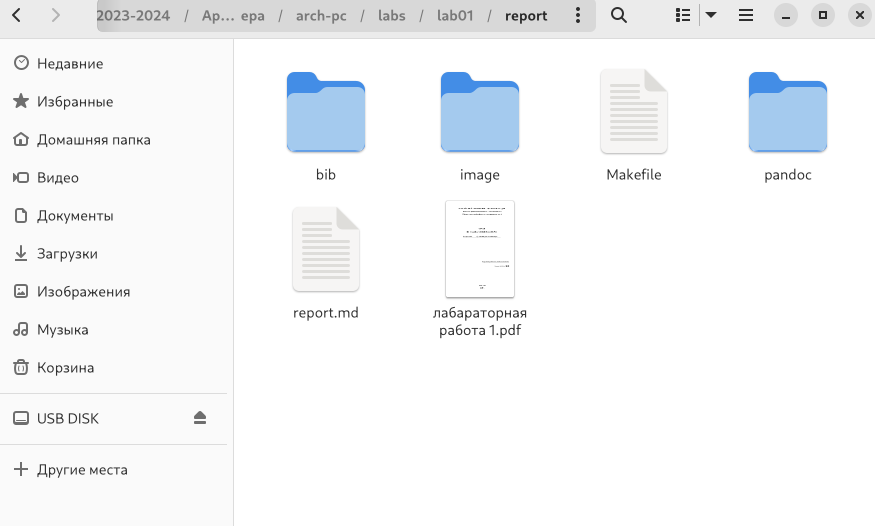 2023-2024 / Ар… ера / arch-pc / labs / lab01 / report
Недавние
Избранные
Домашняя папка
Видео
Документы
Загрузки
Изображения
Музыка
Корзина
USB DISK
Другие места
bib
image
Makefile
pandoc
report.md
лабараторная
работа 1.pdf